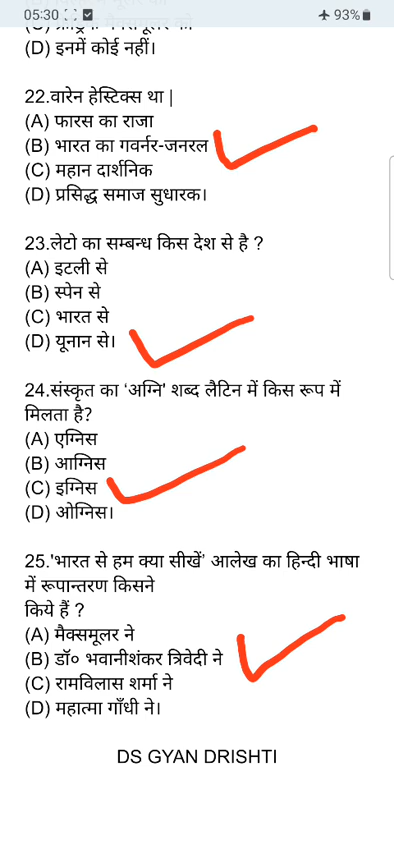 05:30
93%
(D) इनमें कोई नहीं।
22.वारेन हेस्टिंक्स था |
(A) फारस का राजा
(B) भारत का गवर्नर-जनरल
(C) महान दार्शनिक
(D) प्रसिद्ध समाज सुधारक।
23.लेटो का सम्बन्ध किस देश से है ?
(A) इटली से
(B) स्पेन से
(C) भारत से
(D) यूनान से।
24.संस्कृत का ‘अग्नि' शब्द लैटिन में किस रूप में
मिलता है?
(A) एग्निस
(B) आग्निस
(C) इग्निस
(D) ओग्निस।
25.'भारत से हम क्या सीखें’ आलेख का हिन्दी भाषा
में रूपान्तरण किसने
किये हैं ?
(A) मैक्समूलर ने
(B) डॉ० भवानीशंकर त्रिवेदी ने
(C) रामविलास शर्मा ने
(D) महात्मा गाँधी ने।
DS GYAN DRISHTI